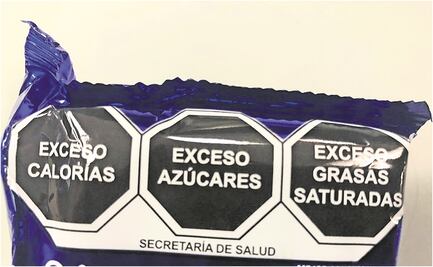 EXCESO
CALORÍAS
EXCESO
AZÚCARES
EXCESO
GRASAS
SATURADAS
SECRETARÍA DE SALUD